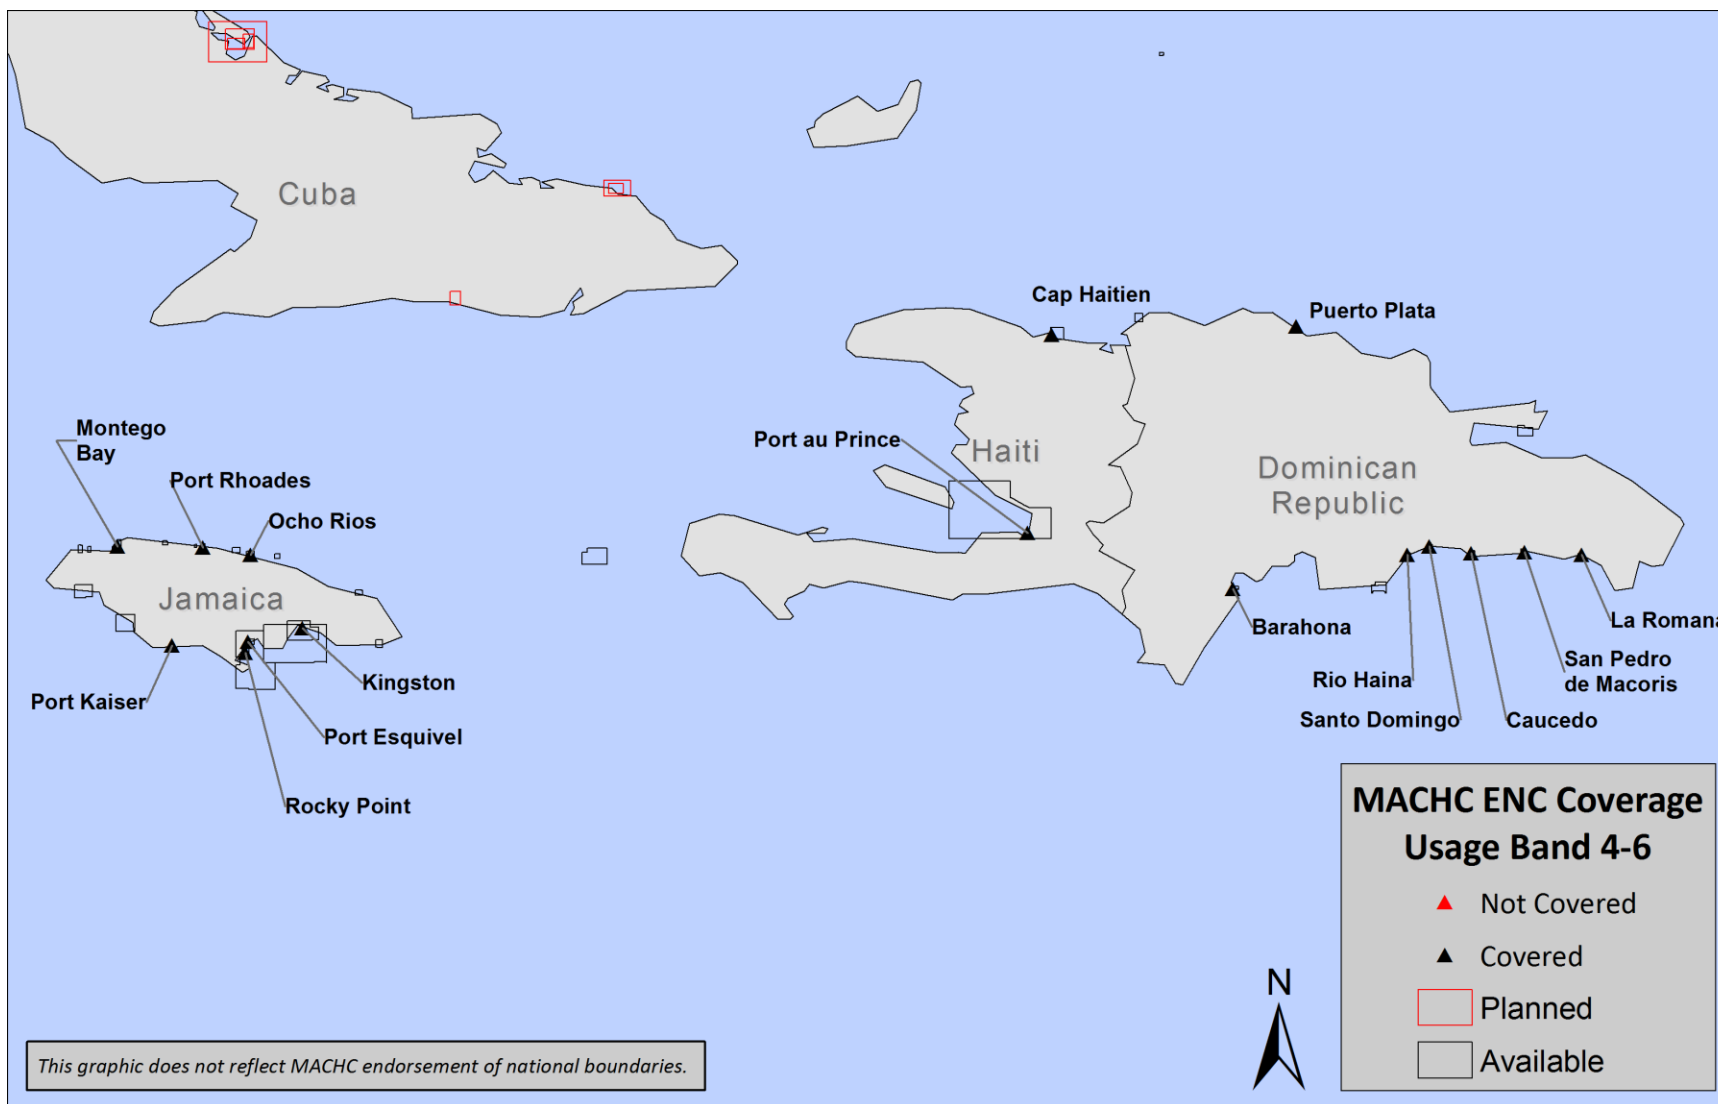 Cuba
Cap Haitien
Puerto Plata
Montego
Bay
Port au Prince
Haiti
Dominican
Republic
Port Rhoades
Ocho Rios
Jamaica
Barahona
La Romana
San Pedro
de Macoris
Rio Haina
Kingston
Port Kaiser
Santo Domingo
Caucedo
Port Esquivel
Rocky Point
MACHC ENC Coverage
Usage Band 4-6
Not Covered
Covered
Planned
Available
N
This graphic does not reflect MACHC endorsement of national boundaries.